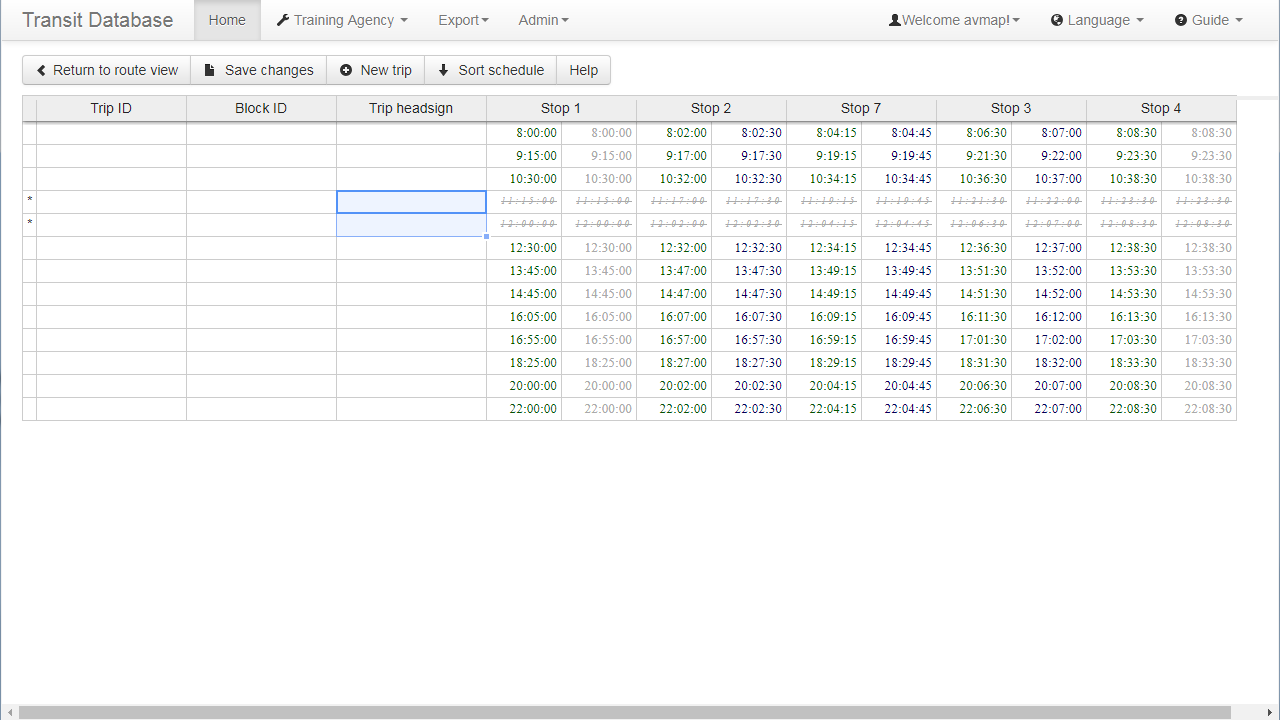 Transit Database Home Training Agency Export Admin Welcome avmap! Language Guide
Return to route view Save changes New trip Sort schedule Help
Trip ID Block ID Trip headsign Stop 1 Stop 2 Stop 7 Stop 3 Stop 4
8:00:00 8:00:00 8:02:00 8:02:30 8:04:15 8:04:45 8:06:30 8:07:00 8:08:30 8:08:30
9:15:00 9:15:00 9:17:00 9:17:30 9:19:15 9:19:45 9:21:30 9:22:00 9:23:30 9:23:30
10:30:00 10:30:00 10:32:00 10:32:30 10:34:15 10:34:45 10:36:30 10:37:00 10:38:30 10:38:30
* 11:15:00 11:15:00 11:17:00 11:17:30 11:19:15 11:19:45 11:21:30 11:22:00 11:23:30 11:23:30
* 12:00:00 12:00:00 12:02:00 12:02:30 12:04:15 12:04:45 12:06:30 12:07:00 12:08:30 12:08:30
12:30:00 12:30:00 12:32:00 12:32:30 12:34:15 12:34:45 12:36:30 12:37:00 12:38:30 12:38:30
13:45:00 13:45:00 13:47:00 13:47:30 13:49:15 13:49:45 13:51:30 13:52:00 13:53:30 13:53:30
14:45:00 14:45:00 14:47:00 14:47:30 14:49:15 14:49:45 14:51:30 14:52:00 14:53:30 14:53:30
16:05:00 16:05:00 16:07:00 16:07:30 16:09:15 16:09:45 16:11:30 16:12:00 16:13:30 16:13:30
16:55:00 16:55:00 16:57:00 16:57:30 16:59:15 16:59:45 17:01:30 17:02:00 17:03:30 17:03:30
18:25:00 18:25:00 18:27:00 18:27:30 18:29:15 18:29:45 18:31:30 18:32:00 18:33:30 18:33:30
20:00:00 20:00:00 20:02:00 20:02:30 20:04:15 20:04:45 20:06:30 20:07:00 20:08:30 20:08:30
22:00:00 22:00:00 22:02:00 22:02:30 22:04:15 22:04:45 22:06:30 22:07:00 22:08:30 22:08:30